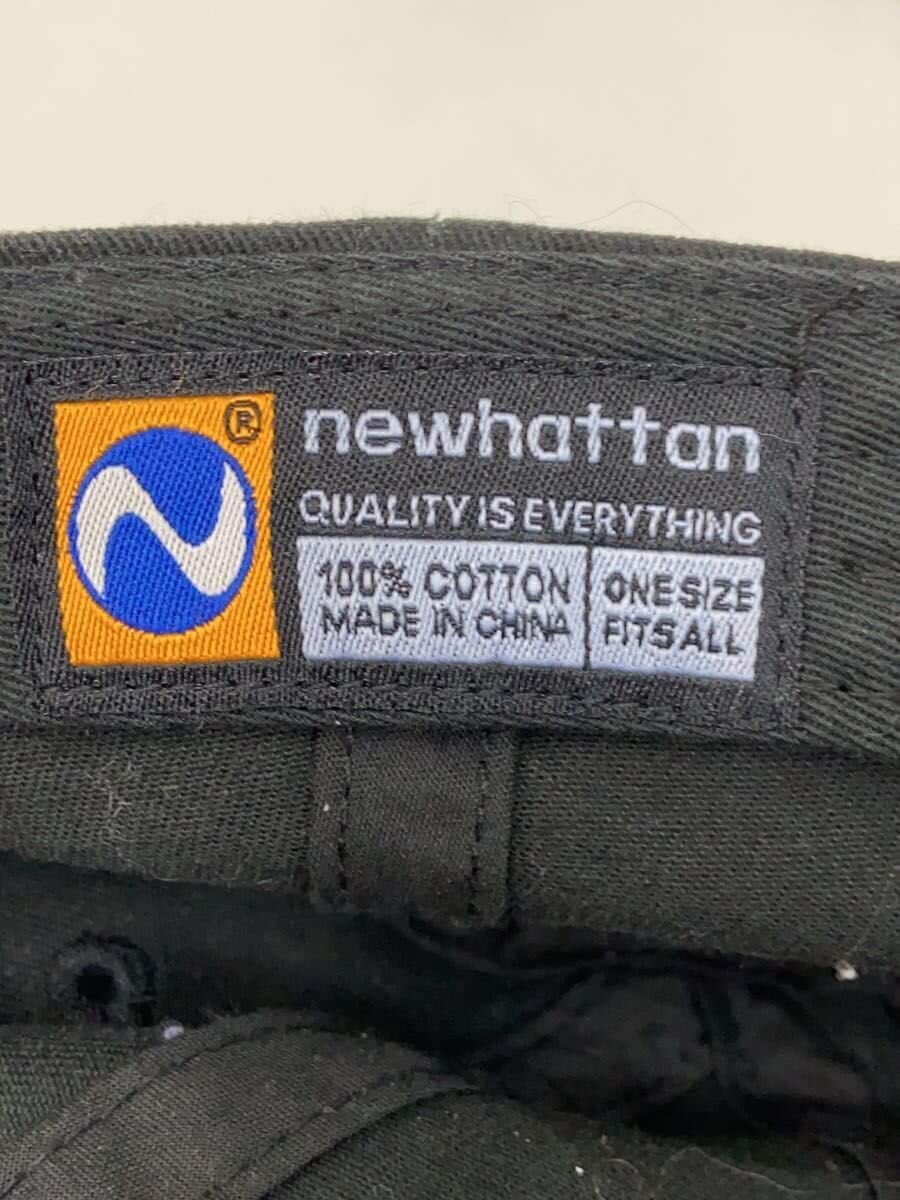 ®
newhattan
QUALITY IS EVERYTHING
100% COTTON
MADE IN CHINA
ONE SIZE
FITS ALL